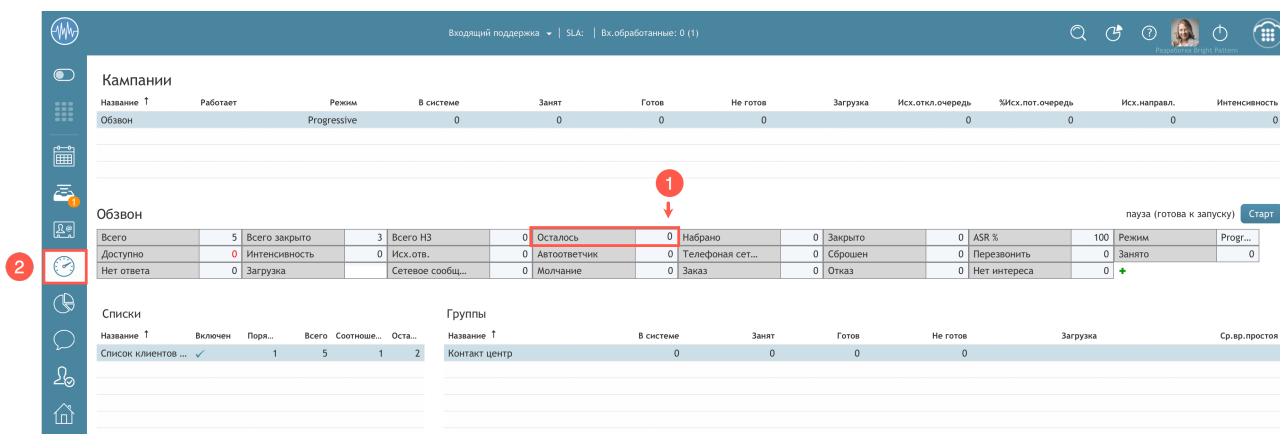 Входящий поддержка SLA: Вх.обработанные: 0 (1)
Разработка Bright Pattern
Кампании
Название ↑ Работает Режим В системе Занят Готов Не готов Загрузка Исх.откл.очередь %Исх.пот.очередь Исх.направл. Интенсивность
Обзвон Progressive 0 0 0 0 0 0 0 0
1
1
Обзвон пауза (готова к запуску) Старт
Всего 5 Всего закрыто 3 Всего НЗ 0 Осталось 0 Набрано 0 Закрыто 0 ASR % 100 Режим Progr...
Доступно 0 Интенсивность 0 Исх.отв. 0 Автоответчик 0 Телефоная сет... 0 Сброшен 0 Перезвонить 0 Занято 0
2
Нет ответа 0 Загрузка Сетевое сообщ... 0 Молчание 0 Заказ 0 Отказ 0 Нет интереса 0
Списки Группы
Название ↑ Включен Поря... Всего Соотноше... Оста... Название ↑ В системе Занят Готов Не готов Загрузка Ср.вр.простоя
Список клиентов ... ✓ 1 5 1 2 Контакт центр 0 0 0 0